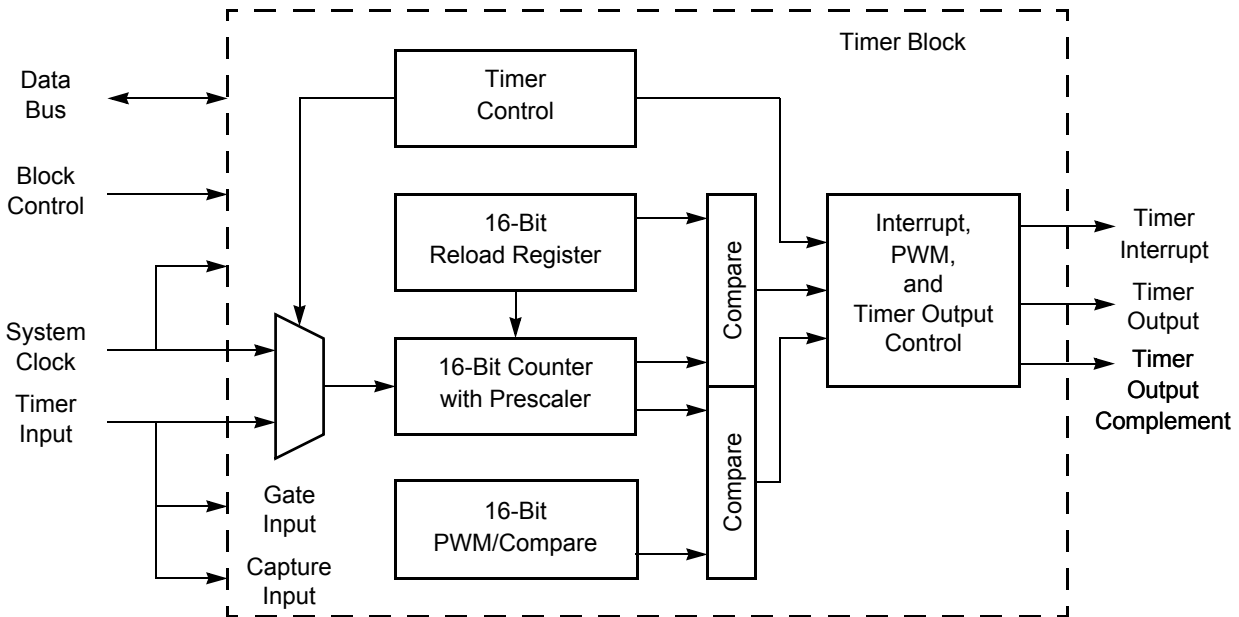 Timer Block
Data
Bus
Timer
Control
Block
Control
16-Bit
Reload Register
Compare
Interrupt,
PWM,
and
Timer Output
Control
Timer
Interrupt
Timer
Output
Timer
Output
Complement
System
Clock
16-Bit Counter
with Prescaler
Timer
Input
Gate
Input
16-Bit
PWM/Compare
Compare
Capture
Input